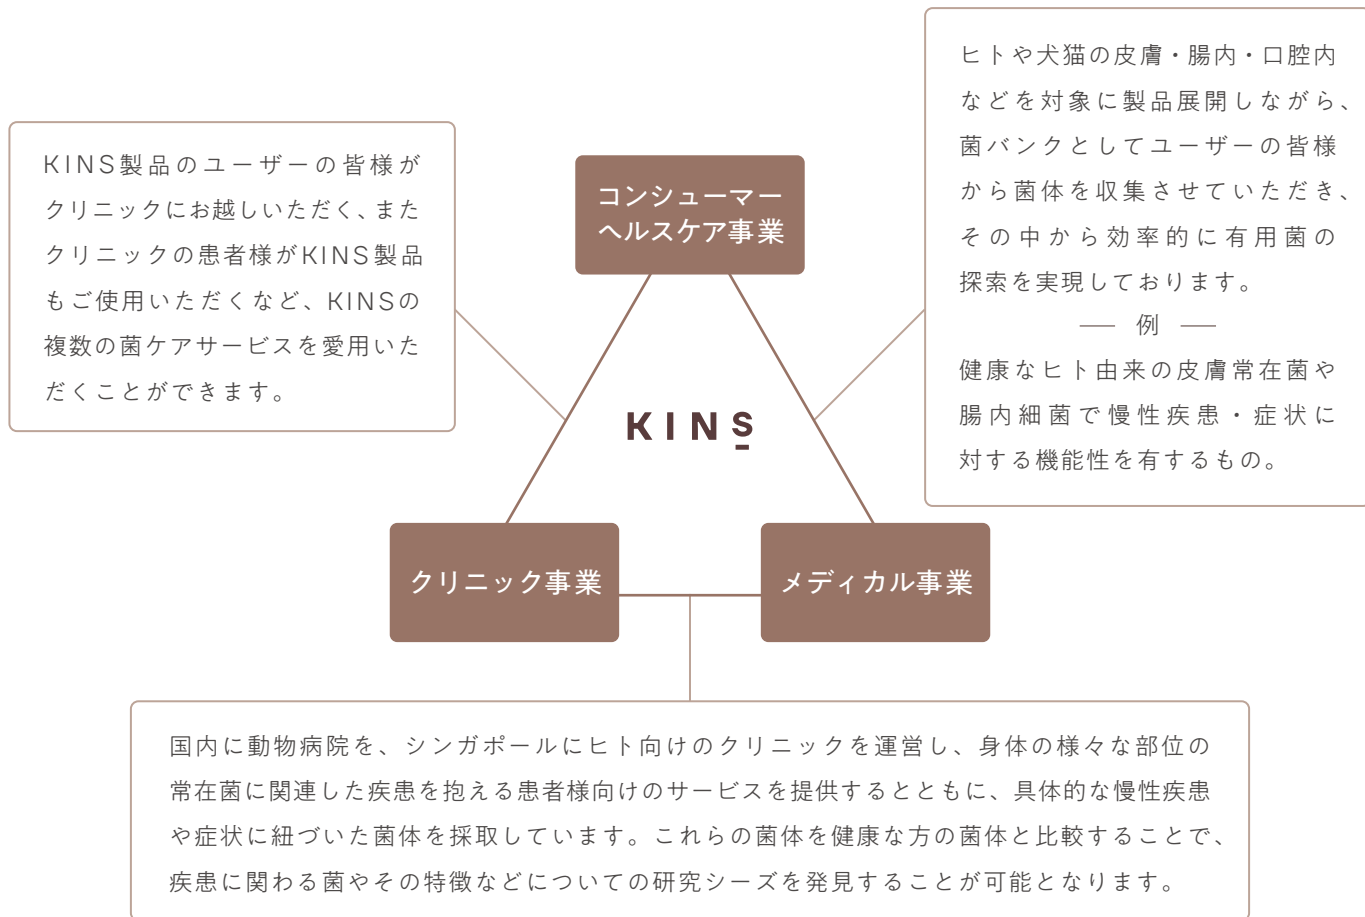 KINS製品のユーザーの皆様が
クリニックにお越しいただく、また
クリニックの患者様がKINS製品
もご使用いただくなど、KINSの
複数の菌ケアサービスを愛用いた
だくことができます。
コンシューマー
ヘルスケア事業
ヒトや犬猫の皮膚・腸内・口腔内
などを対象に製品展開しながら、
菌バンクとしてユーザーの皆様
から菌体を収集させていただき、
その中から効率的に有用菌の
探索を実現しております。
── 例 ──
健康なヒト由来の皮膚常在菌や
腸内細菌で慢性疾患・症状に
対する機能性を有するもの。
KINS
クリニック事業
メディカル事業
国内に動物病院を、シンガポールにヒト向けのクリニックを運営し、身体の様々な部位の
常在菌に関連した疾患を抱える患者様向けのサービスを提供するとともに、具体的な慢性疾患
や症状に紐づいた菌体を採取しています。これらの菌体を健康な方の菌体と比較することで、
疾患に関わる菌やその特徴などについての研究シーズを発見することが可能となります。